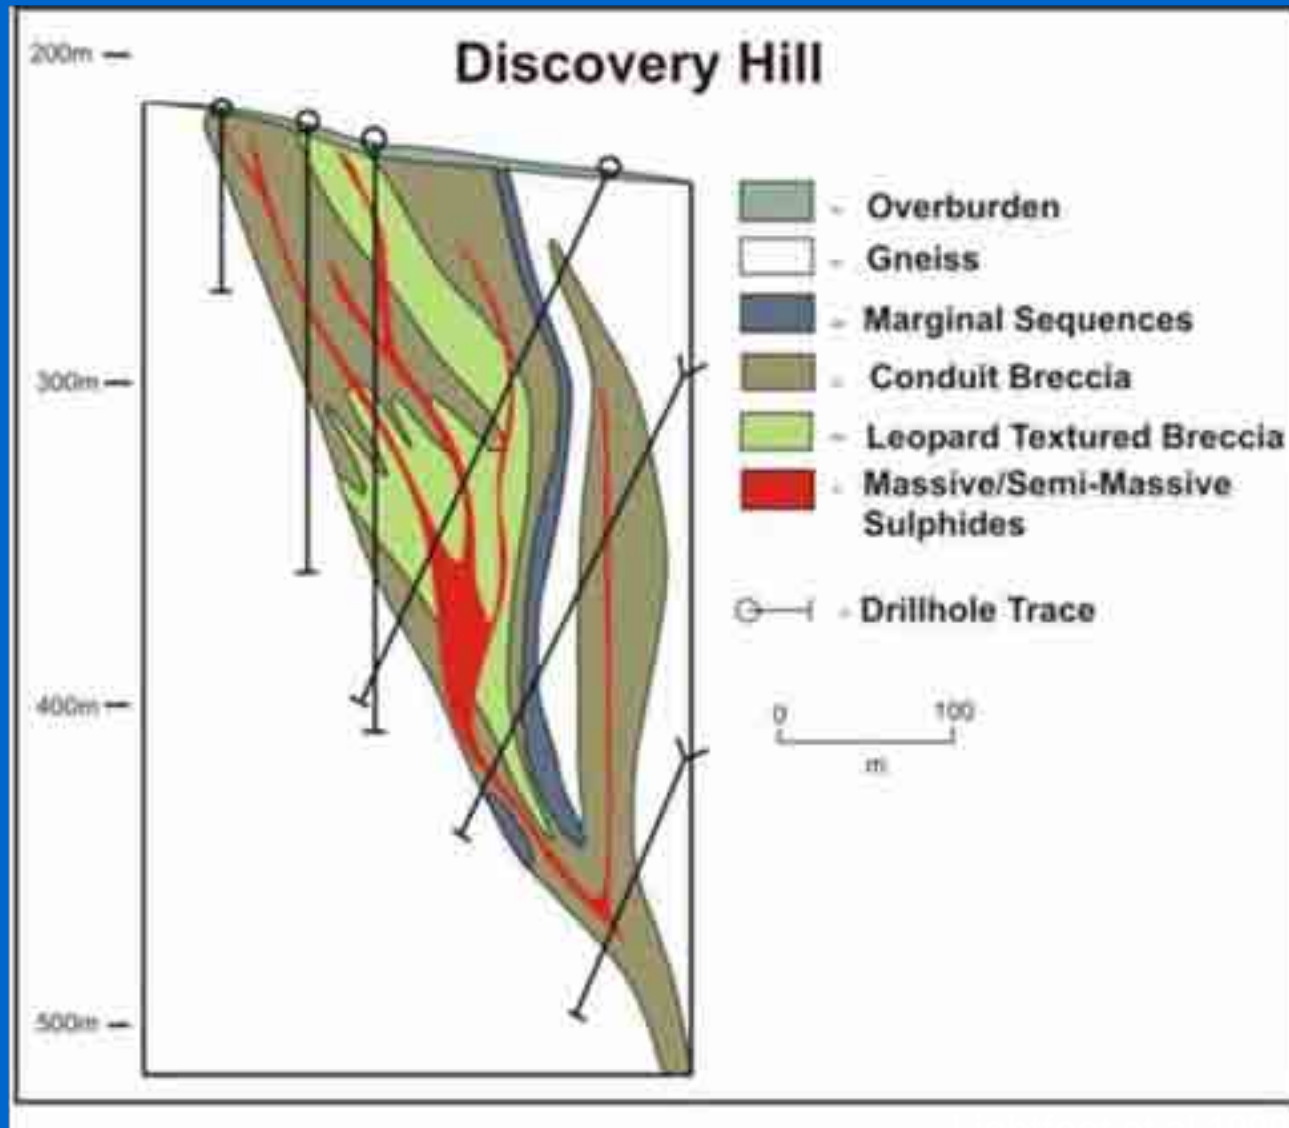 Discovery Hill
200m
300m
400m
500m
Overburden
Gneiss
Marginal Sequences
Conduit Breccia
Leopard Textured Breccia
Massive/Semi-Massive
Sulphides
Drillhole Trace
0 100
m